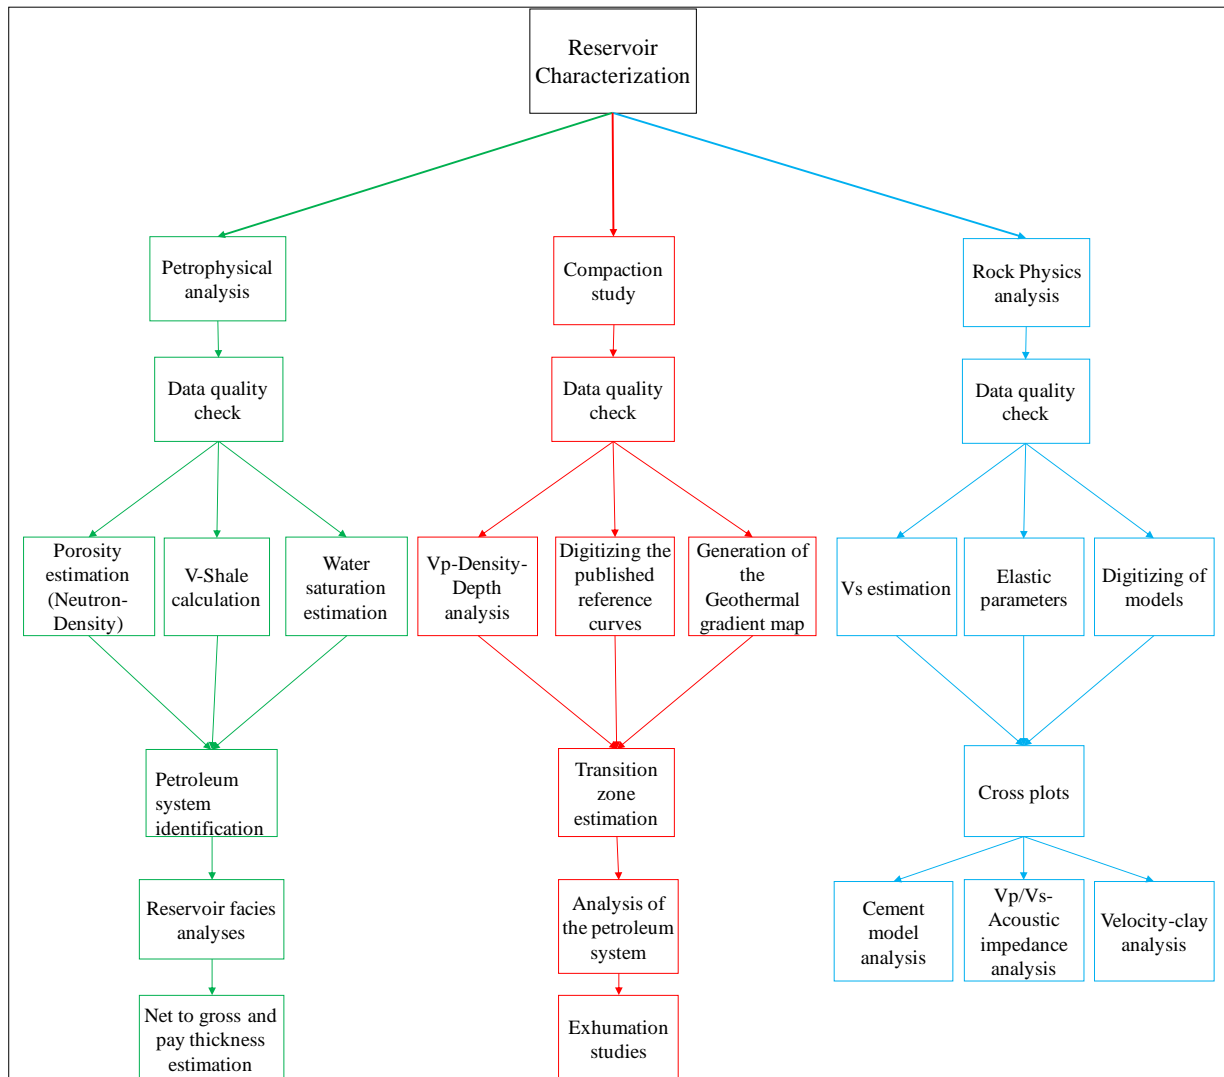 Reservoir
Characterization
Petrophysical
analysis
Compaction
study
Rock Physics
analysis
Data quality
check
Data quality
check
Data quality
check
Porosity
estimation
(Neutron-
Density)
V-Shale
calculation
Water
saturation
estimation
Vp-Density-
Depth
analysis
Digitizing the
published
reference
curves
Generation of
the
Geothermal
gradient map
Vs estimation
Elastic
parameters
Digitizing of
models
Petroleum
system
identification
Transition
zone
estimation
Cross plots
Reservoir facies
analyses
Analysis of
the petroleum
system
Cement
model
analysis
Vp/Vs-
Acoustic
impedance
analysis
Velocity-clay
analysis
Net to gross and
pay thickness
estimation
Exhumation
studies